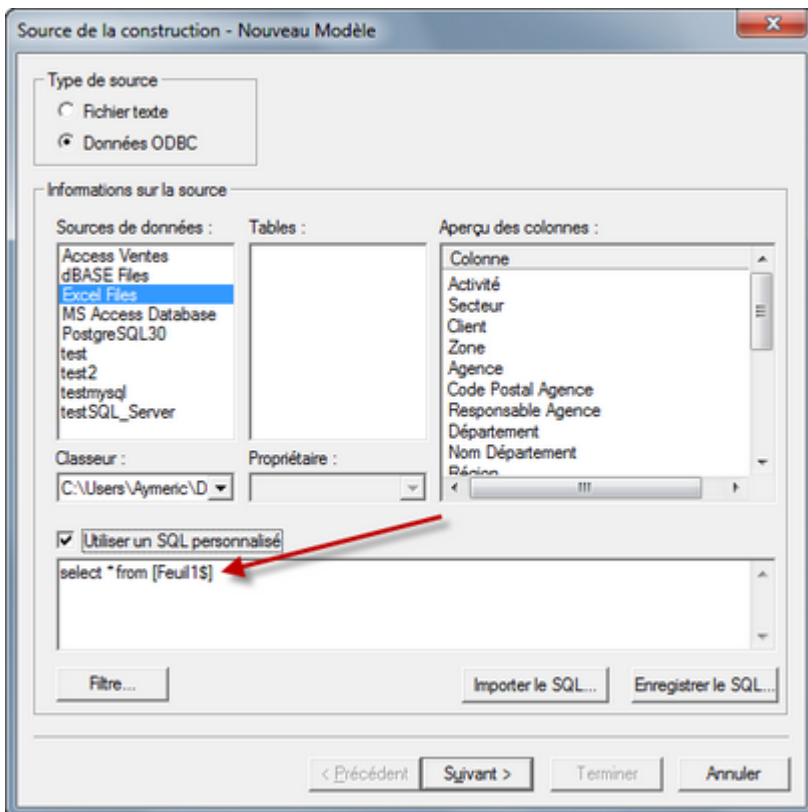 Source de la construction - Nouveau Modèle
Type de source
Fichier texte
Données ODBC
Informations sur la source
Sources de données :
Access Ventes
dBASE Files
Excel Files
MS Access Database
PostgreSQL30
test
test2
testmysql
testSQL_Server
Tables :
Aperçu des colonnes :
Colonne
Activité
Secteur
Client
Zone
Agence
Code Postal Agence
Responsable Agence
Département
Nom Département
Région
Classeur :
C:\Users\Aymeric\D
Propriétaire :
Utiliser un SQL personnalisé
select * from [Feuil1$]
Filtre...
Importer le SQL...
Enregistrer le SQL...
< Précédent
Suivant >
Terminer
Annuler